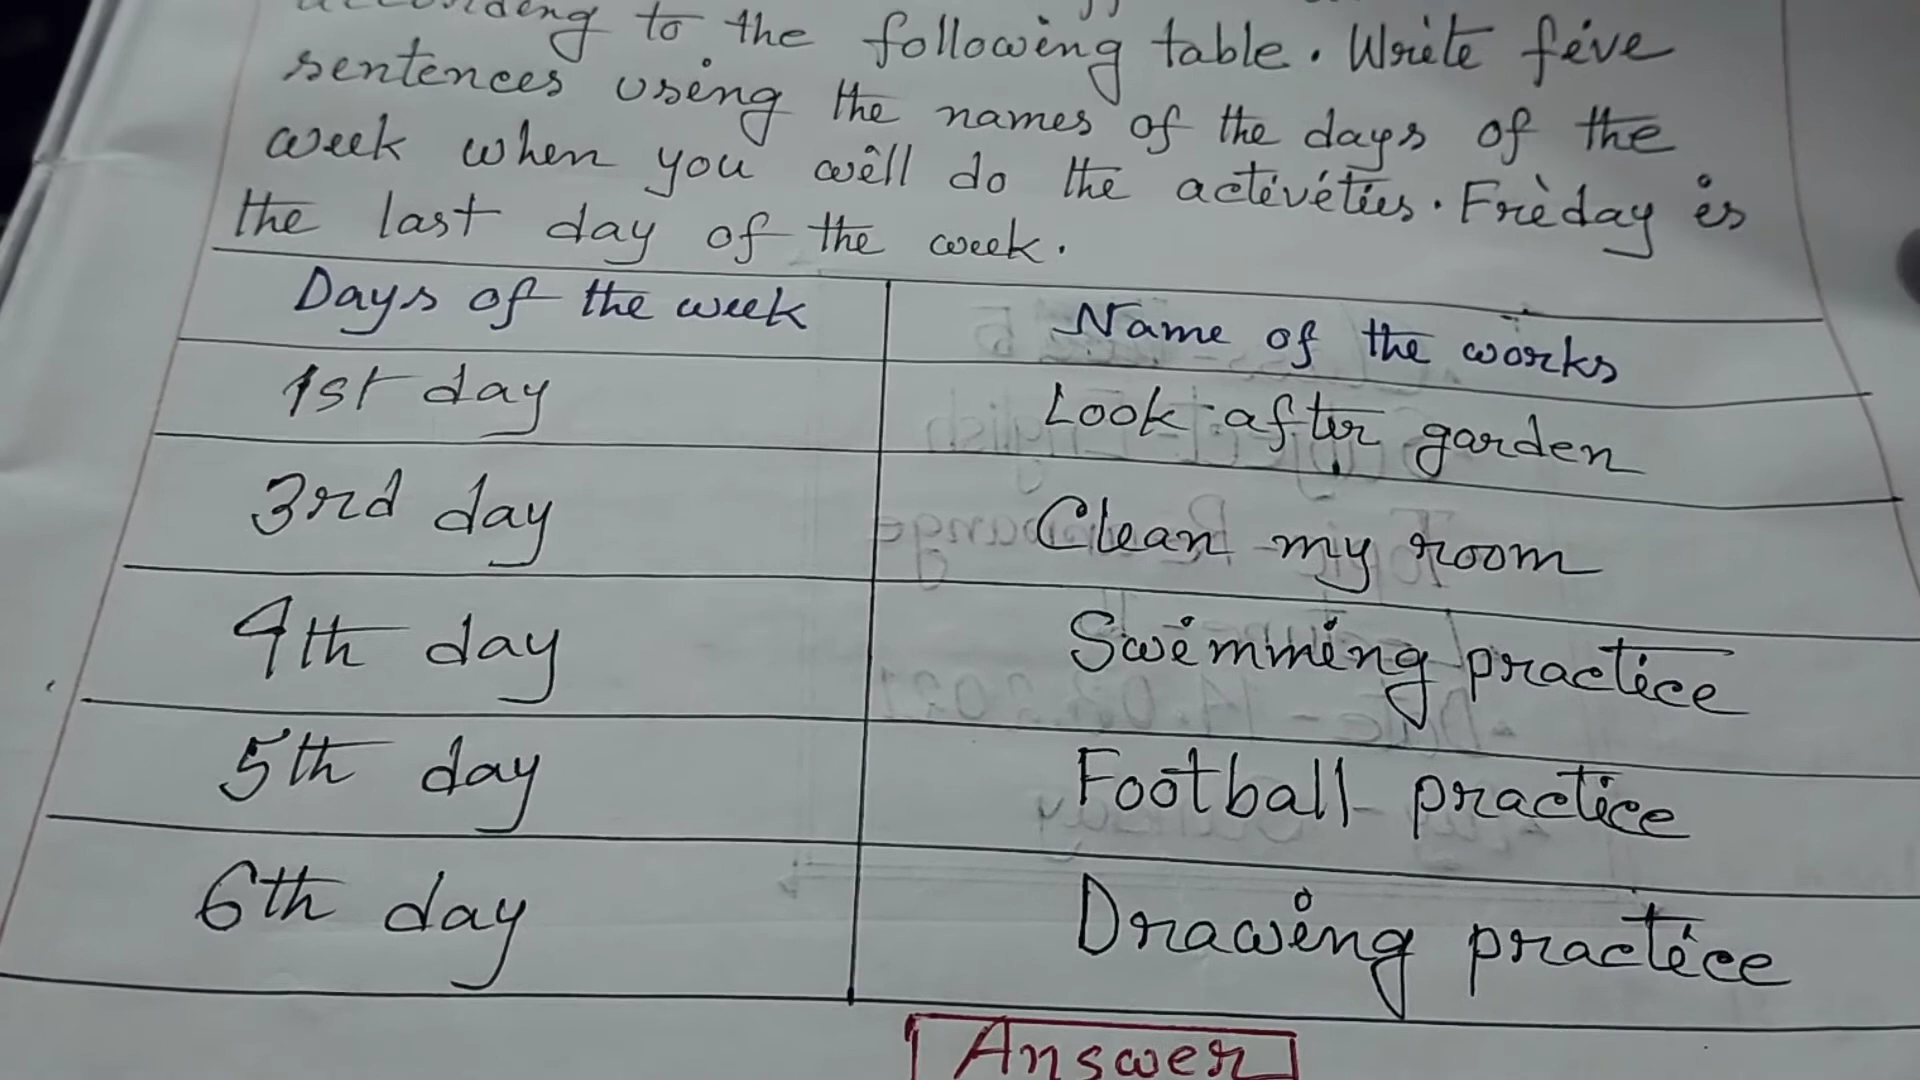 according to the following table. Write five
sentences using the names of the days of the
week when you will do the activities. Friday is
the last day of the week.
Days of the week Name of the works
1st day Look after garden
3rd day Clean my room
4th day Swimming practice
5th day Football practice
6th day Drawing practice
Answer